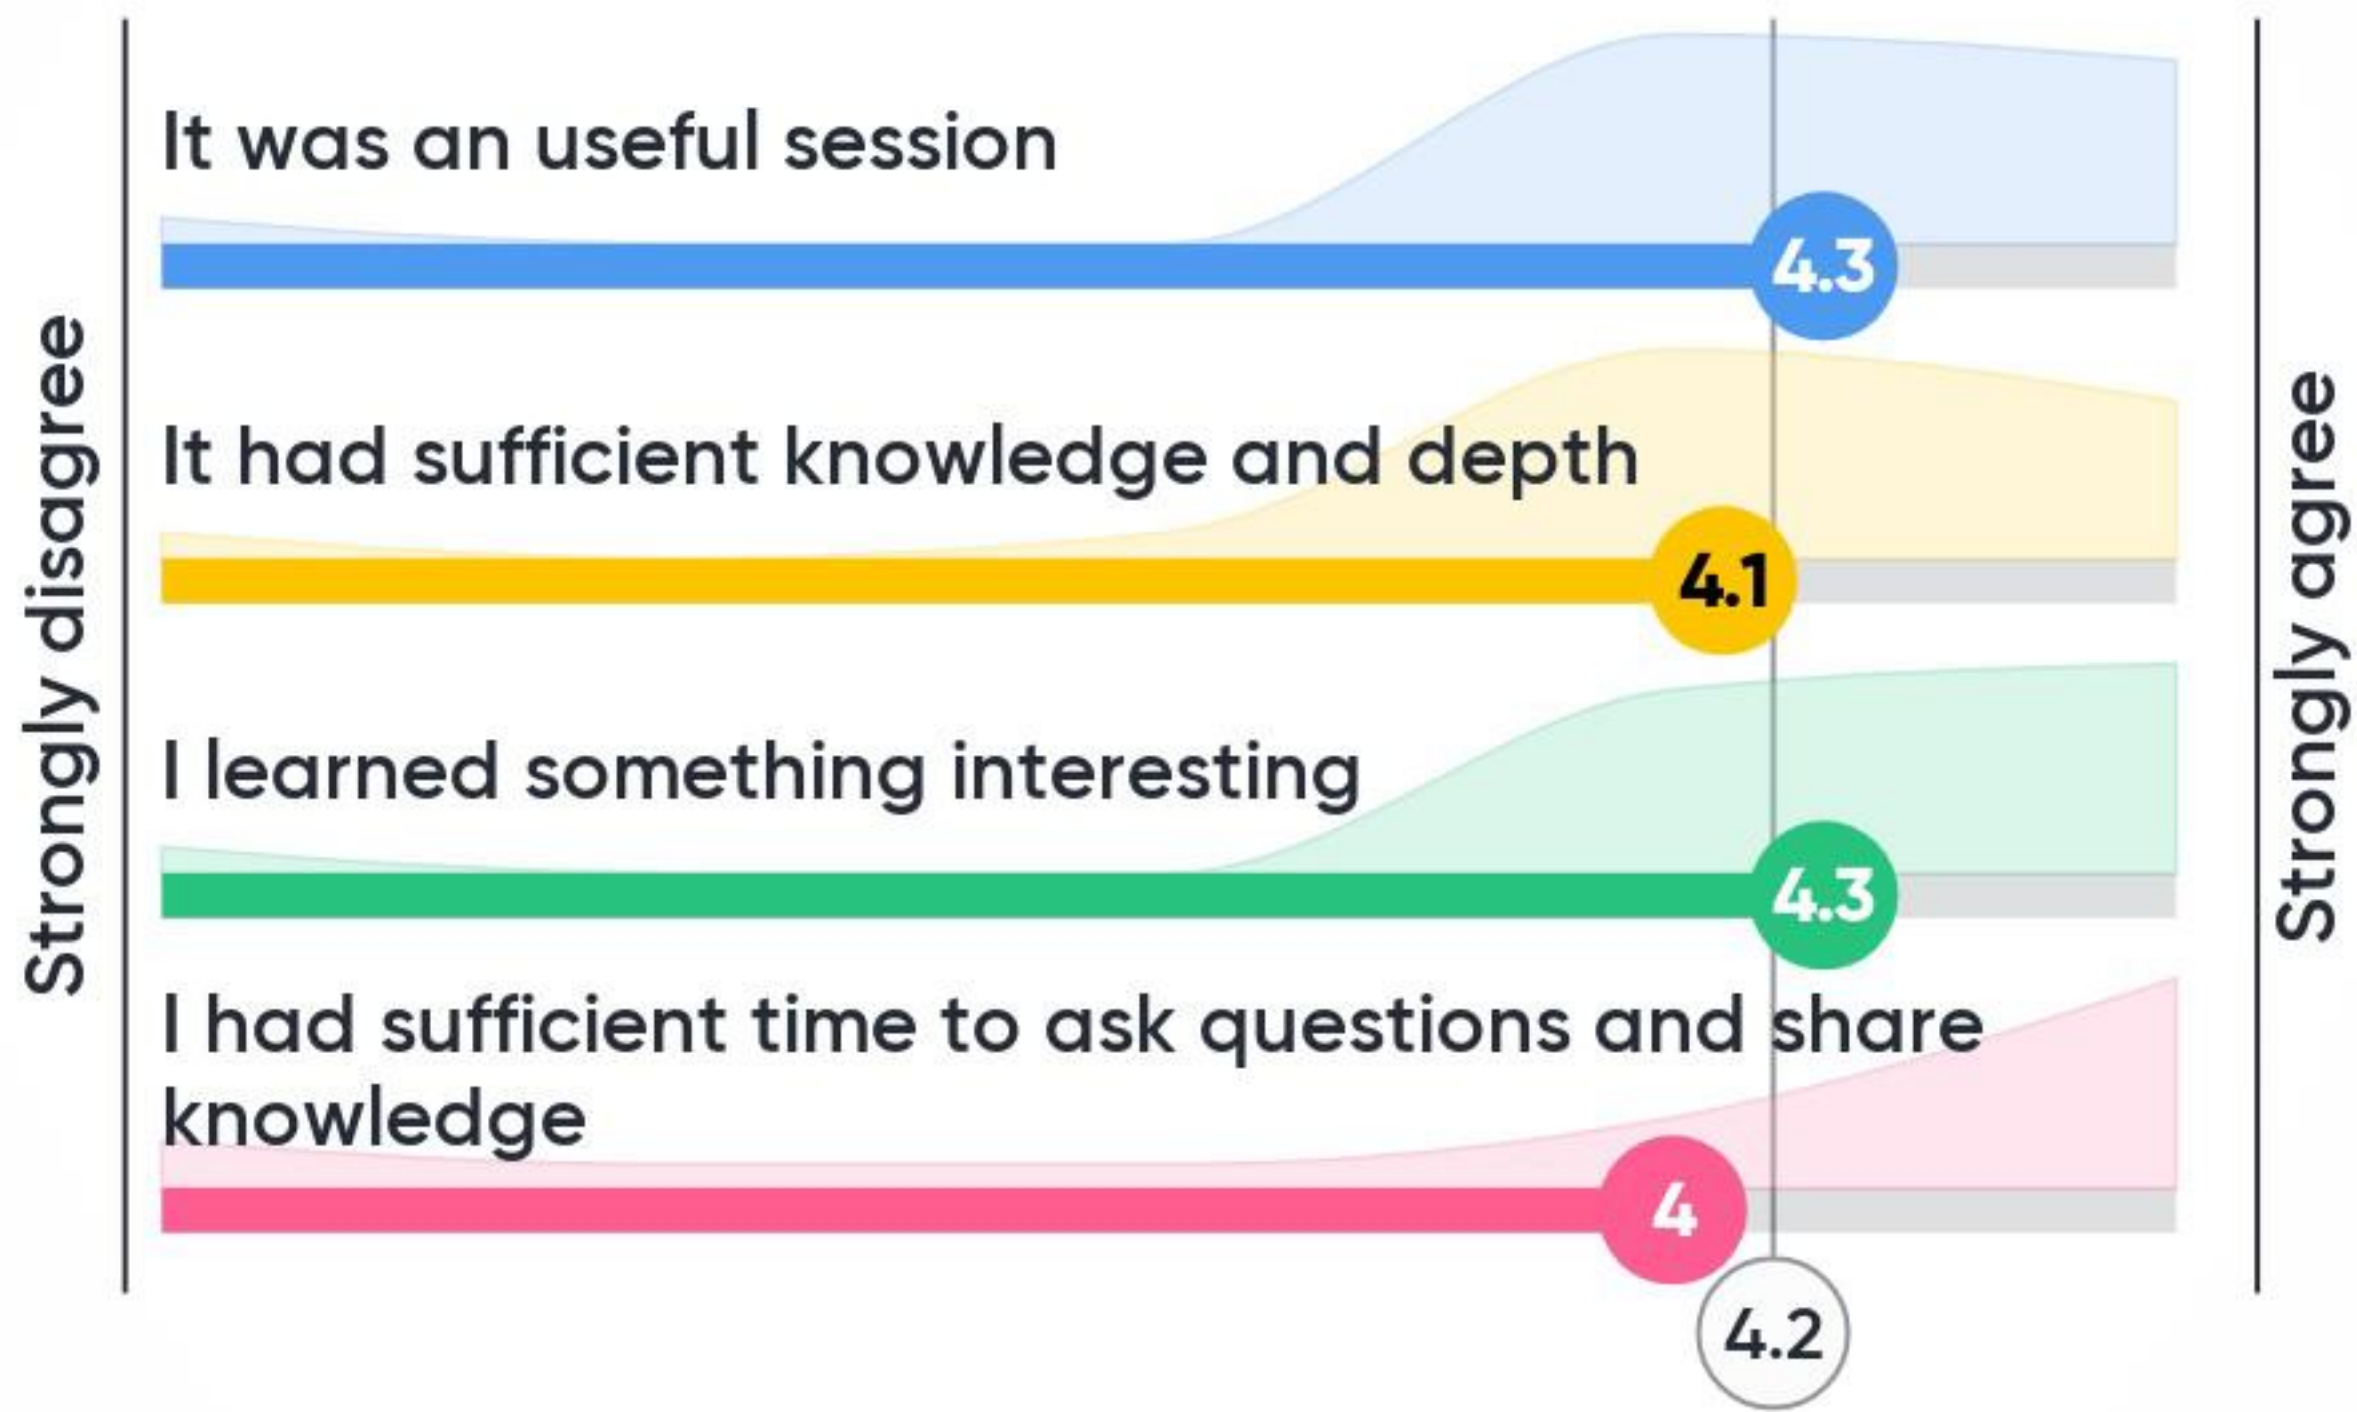 Strongly disagree
It was an useful session
4.3
It had sufficient knowledge and depth
4.1
I learned something interesting
4.3
I had sufficient time to ask questions and share
knowledge
4
4.2
Strongly agree